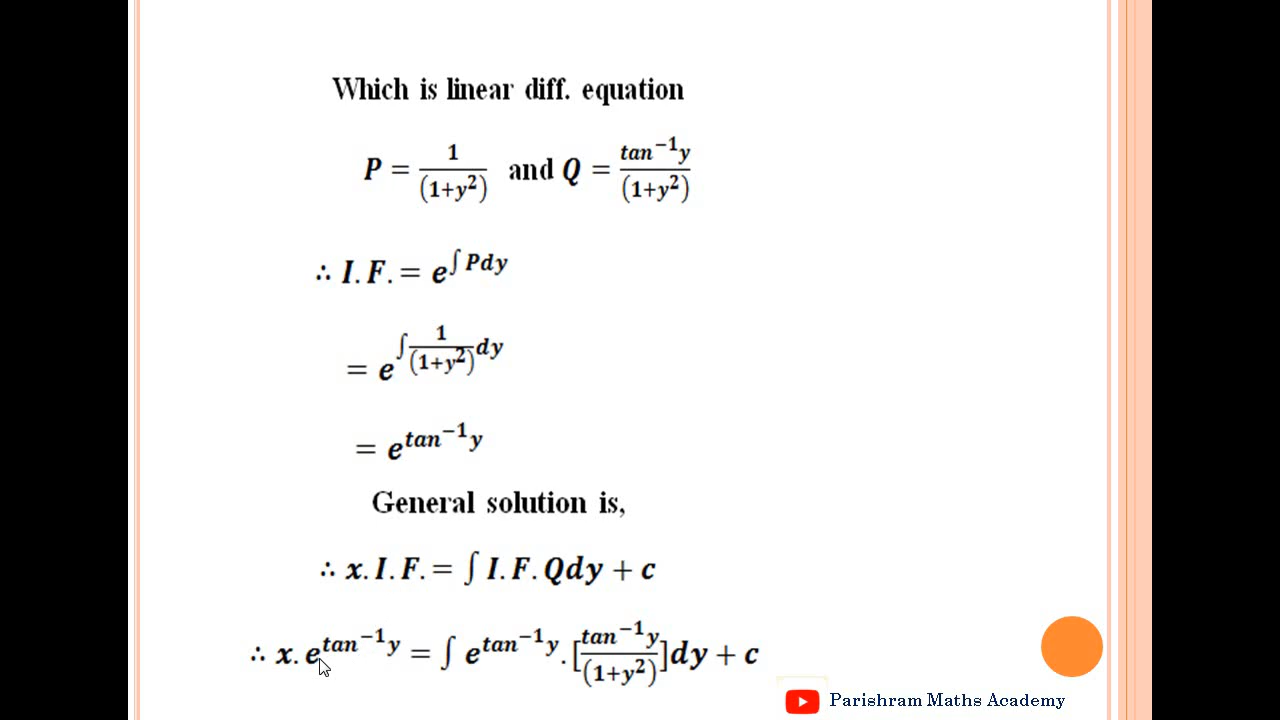 Which is linear diff. equation
P = 1/(1+y²) and Q = tan⁻¹y/(1+y²)
∴ I.F. = e^∫Pdy
= e^∫1/(1+y²)dy
= e^tan⁻¹y
General solution is,
∴ x.I.F. = ∫ I.F.Qdy + c
∴ x.e^tan⁻¹y = ∫ e^tan⁻¹y.[tan⁻¹y/(1+y²)]dy + c
Parishram Maths Academy